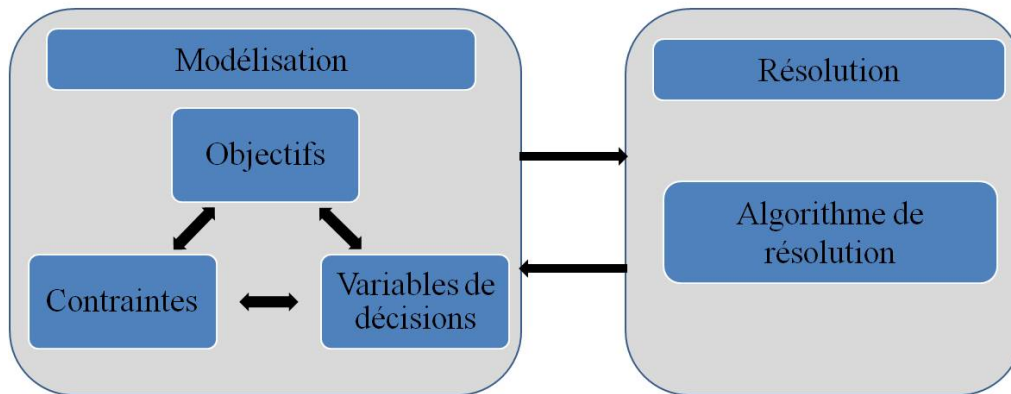 Modélisation
Objectifs
Contraintes
Variables de
décisions
Résolution
Algorithme de
résolution